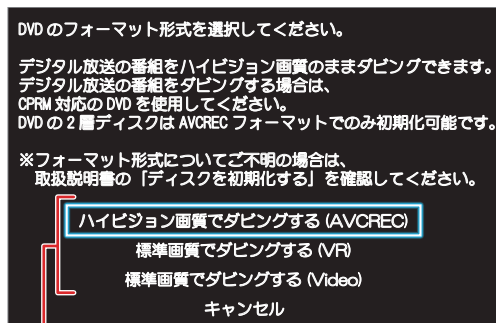 DVDのフォーマット形式を選択してください。
デジタル放送の番組をハイビジョン画質のままダビングできます。
デジタル放送の番組をダビングする場合は、
CPRM対応のDVDを使用してください。
DVDの2層ディスクはAVCRECフォーマットでのみ初期化可能です。
※フォーマット形式についてご不明の場合は、
取扱説明書の「ディスクを初期化する」を確認してください。
ハイビジョン画質でダビングする(AVCREC)
標準画質でダビングする(VR)
標準画質でダビングする(Video)
キャンセル